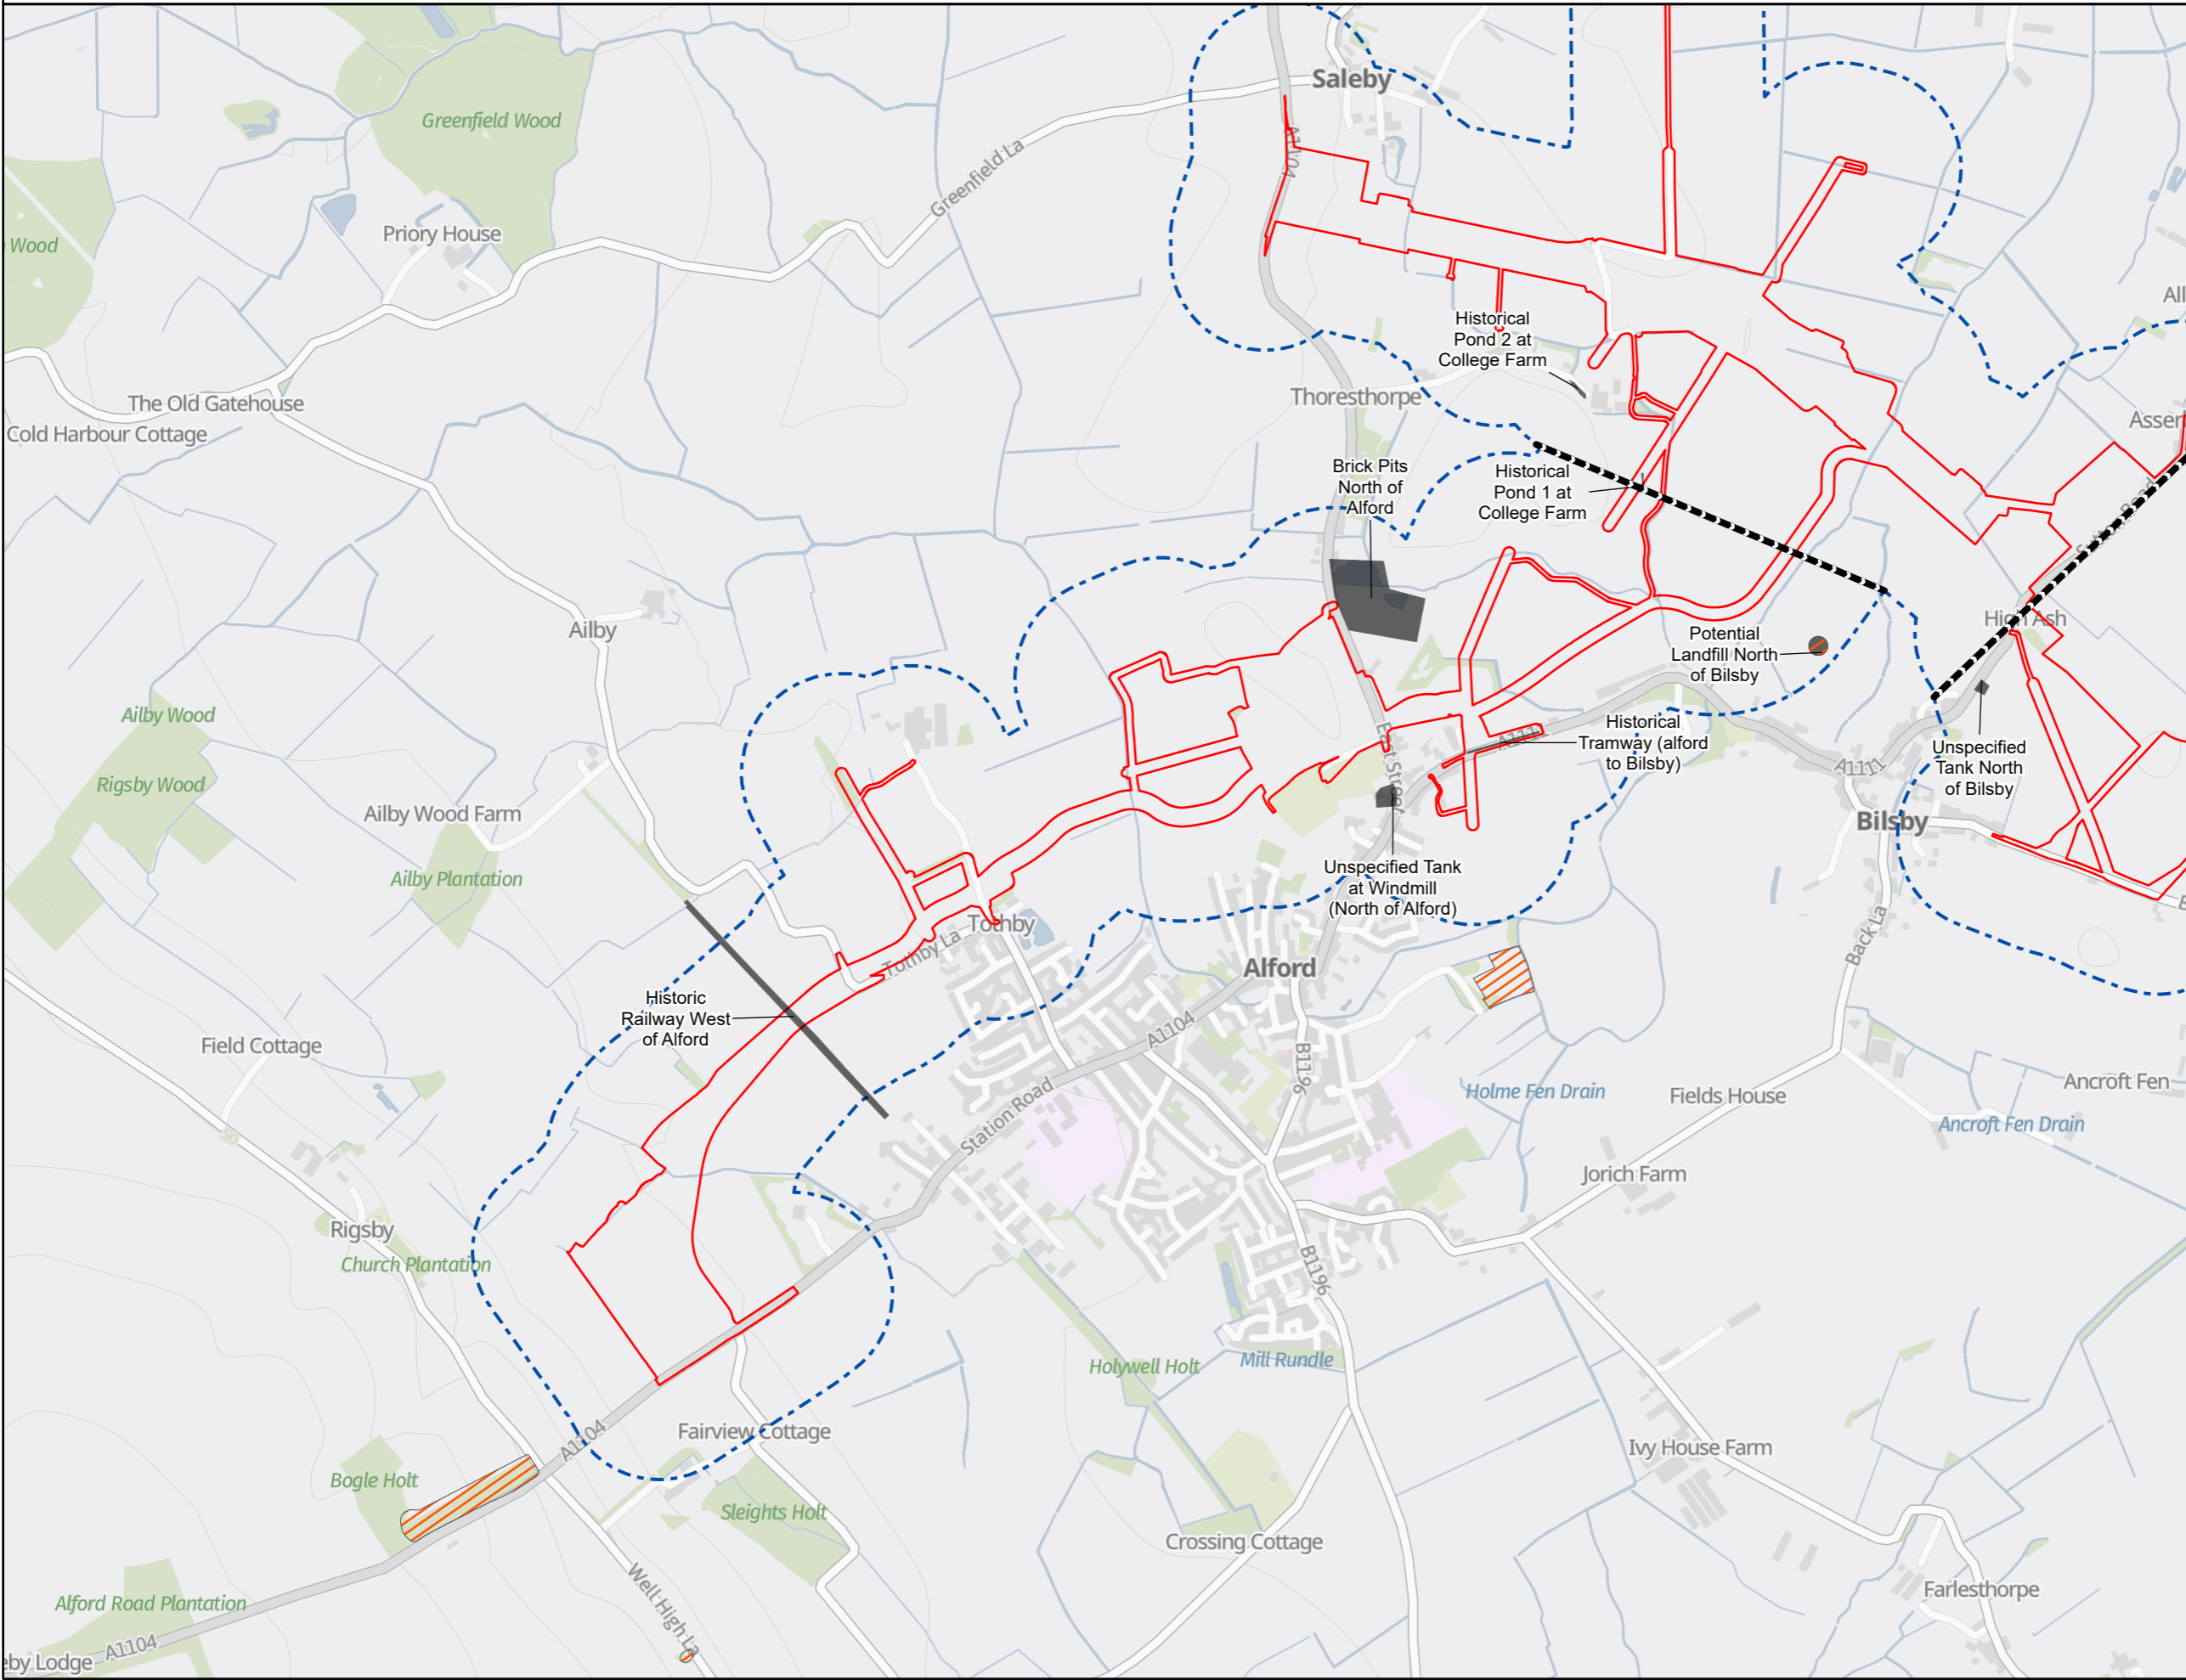 Saleby
Greenfield Wood
A1104
Greenfield La
Priory House
Wood
All
Historical
Pond 2 at
College Farm
The Old Gatehouse
Thoresthorpe
Cold Harbour Cottage
Asser
Brick Pits
North of
Alford
Historical
Pond 1 at
College Farm
High Ash
Ailby
Potential
Landfill North
of Bilsby
Ailby Wood
Historical
Tramway (alford
to Bilsby)
East Street
A111
Unspecified
Tank North
of Bilsby
A1111
Rigsby Wood
Ailby Wood Farm
Bilsby
Ailby Plantation
Unspecified Tank
at Windmill
(North of Alford)
Tothby
Tothby La
Back La
Alford
Historic
Railway West
of Alford
A1104
Field Cottage
B1196
Holme Fen Drain
Fields House
Ancroft Fen
50
Station Road
Ancroft Fen Drain
Jorich Farm
Rigsby
Church Plantation
B1196
Mill Rundle
Holywell Holt
Fairview Cottage
A1104
Ivy House Farm
Bogle Holt
Sleights Holt
Crossing Cottage
Farlesthorpe
Alford Road Plantation
Well High La
A1104
eby Lodge